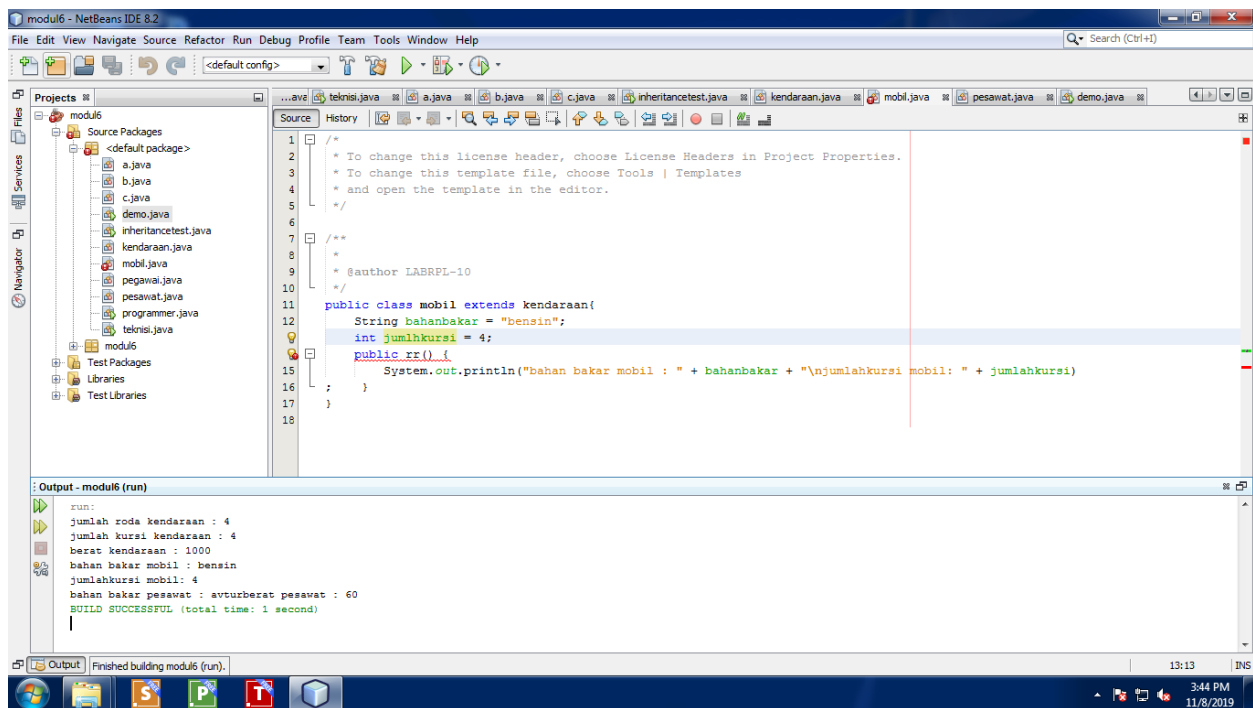 modul6 - NetBeans IDE 8.2
File Edit View Navigate Source Refactor Run Debug Profile Team Tools Window Help
Search (Ctrl+I)
<default config>
Files
Services
Navigator
Projects
modul6
Source Packages
<default package>
a.java
b.java
c.java
demo.java
inheritancetest.java
kendaraan.java
mobil.java
pegawai.java
pesawat.java
programmer.java
teknisi.java
modul6
Test Packages
Libraries
Test Libraries
...ava teknisi.java a.java b.java c.java inheritancetest.java kendaraan.java mobil.java pesawat.java demo.java
Source History
1 /*
2 * To change this license header, choose License Headers in Project Properties.
3 * To change this template file, choose Tools | Templates
4 * and open the template in the editor.
5 */
6
7 /**
8 *
9 * @author LABRPL-10
10 */
11 public class mobil extends kendaraan{
12 String bahanbakar = "bensin";
int jumlhkursi = 4;
public rr() {
15 System.out.println("bahan bakar mobil : " + bahanbakar + "\njumlahkursi mobil: " + jumlahkursi)
16 ; }
17 }
18
Output - modul6 (run)
run:
jumlah roda kendaraan : 4
jumlah kursi kendaraan : 4
berat kendaraan : 1000
bahan bakar mobil : bensin
jumlahkursi mobil: 4
bahan bakar pesawat : avturberat pesawat : 60
BUILD SUCCESSFUL (total time: 1 second)
Output Finished building modul6 (run).
13:13 INS
S P T
3:44 PM
11/8/2019